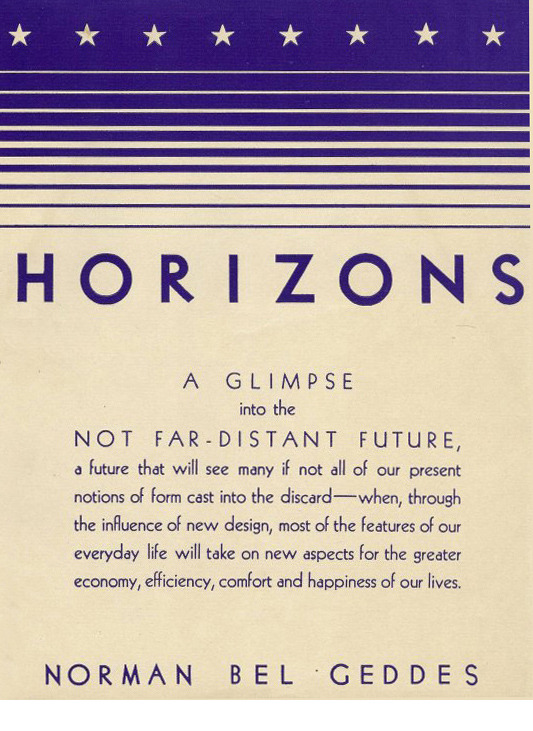 HORIZONS
A GLIMPSE
into the
NOT FAR-DISTANT FUTURE,
a future that will see many if not all of our present
notions of form cast into the discard—when, through
the influence of new design, most of the features of our
everyday life will take on new aspects for the greater
economy, efficiency, comfort and happiness of our lives.
NORMAN BEL GEDDES